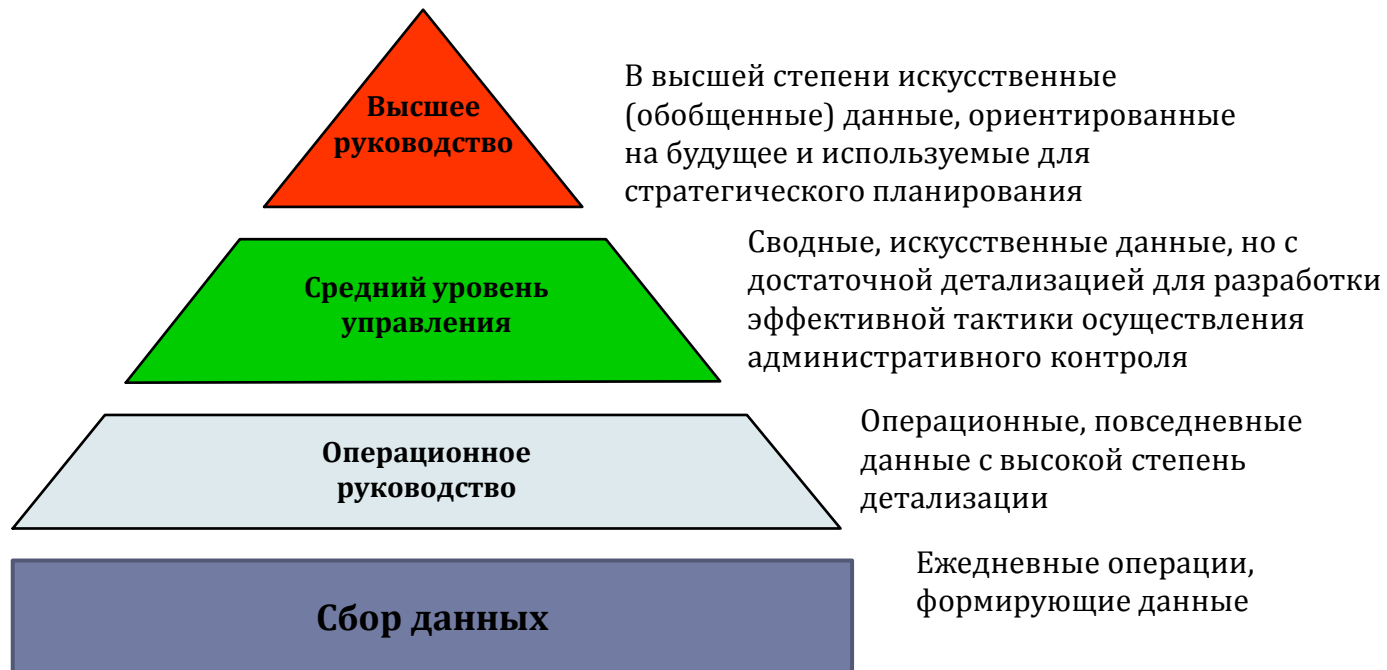 Высшее
руководство
В высшей степени искусственные
(обобщенные) данные, ориентированные
на будущее и используемые для
стратегического планирования
Средний уровень
управления
Сводные, искусственные данные, но с
достаточной детализацией для разработки
эффективной тактики осуществления
административного контроля
Операционное
руководство
Операционные, повседневные
данные с высокой степень
детализации
Сбор данных
Ежедневные операции,
формирующие данные